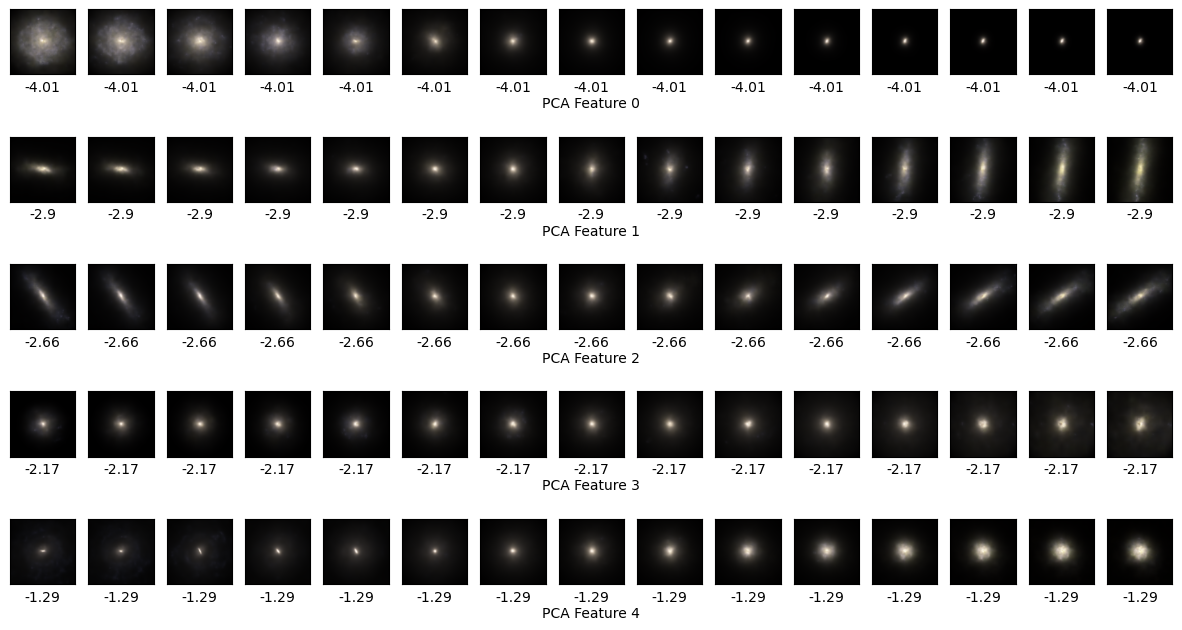 -4.01 -4.01 -4.01 -4.01 -4.01 -4.01 -4.01 -4.01 -4.01 -4.01 -4.01 -4.01 -4.01 -4.01 -4.01
PCA Feature 0
-2.9 -2.9 -2.9 -2.9 -2.9 -2.9 -2.9 -2.9 -2.9 -2.9 -2.9 -2.9 -2.9 -2.9 -2.9
PCA Feature 1
-2.66 -2.66 -2.66 -2.66 -2.66 -2.66 -2.66 -2.66 -2.66 -2.66 -2.66 -2.66 -2.66 -2.66 -2.66
PCA Feature 2
-2.17 -2.17 -2.17 -2.17 -2.17 -2.17 -2.17 -2.17 -2.17 -2.17 -2.17 -2.17 -2.17 -2.17 -2.17
PCA Feature 3
-1.29 -1.29 -1.29 -1.29 -1.29 -1.29 -1.29 -1.29 -1.29 -1.29 -1.29 -1.29 -1.29 -1.29 -1.29
PCA Feature 4